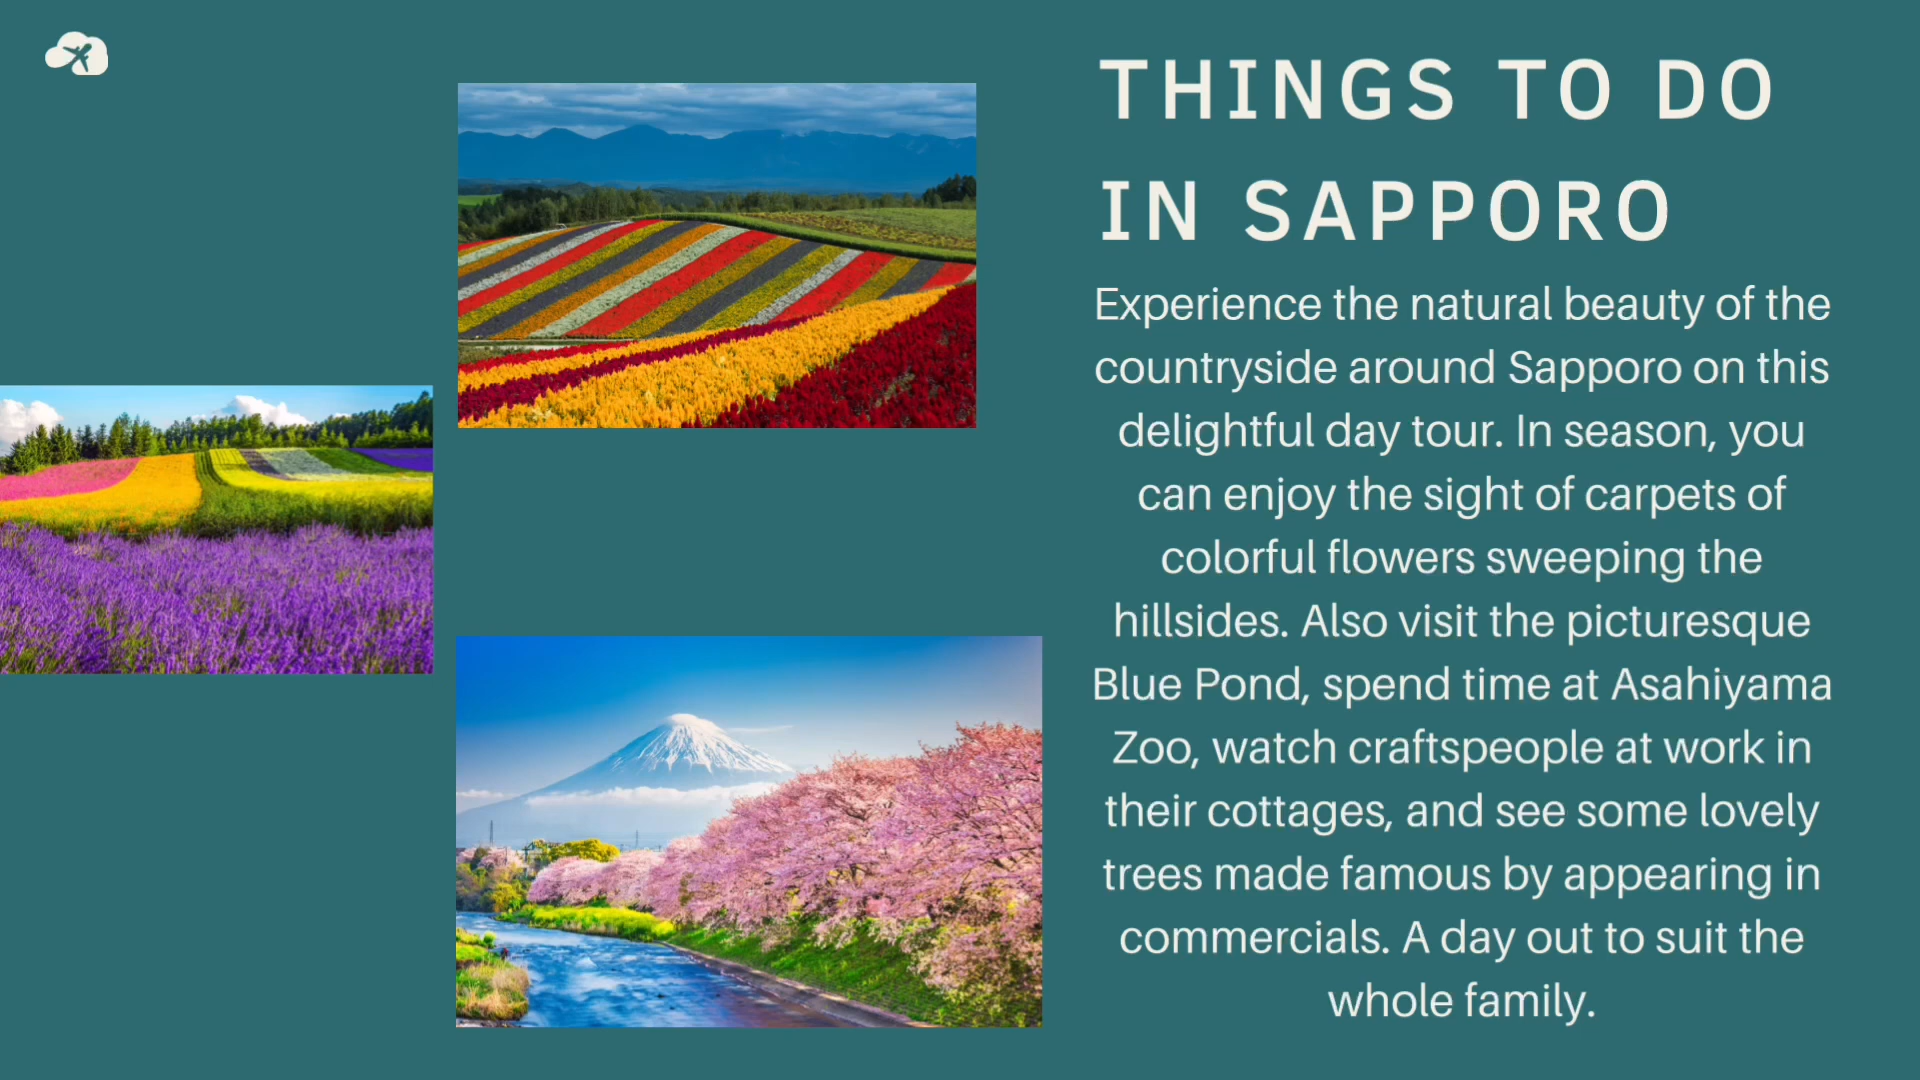 THINGS TO DO
IN SAPPORO
Experience the natural beauty of the
countryside around Sapporo on this
delightful day tour. In season, you
can enjoy the sight of carpets of
colorful flowers sweeping the
hillsides. Also visit the picturesque
Blue Pond, spend time at Asahiyama
Zoo, watch craftspeople at work in
their cottages, and see some lovely
trees made famous by appearing in
commercials. A day out to suit the
whole family.